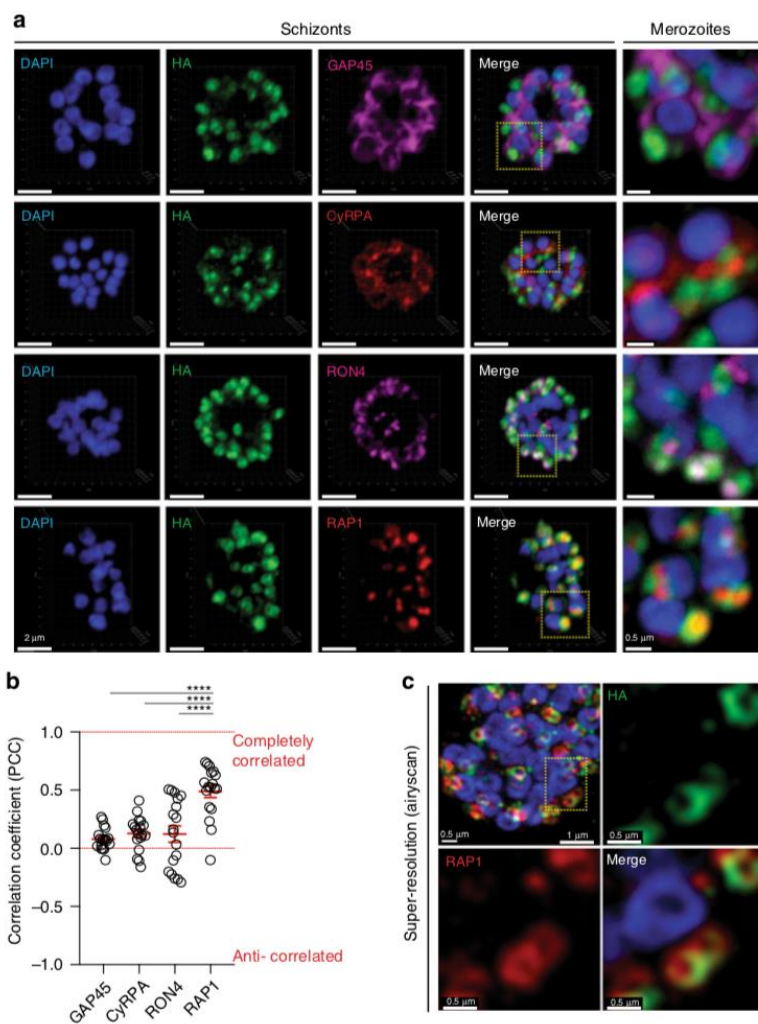 a
Schizonts
Merozoites
DAPI
HA
GAP45
Merge
DAPI
HA
CyRPA
Merge
DAPI
HA
RON4
Merge
DAPI
HA
RAP1
Merge
2 μm
0.5 μm
b
****
****
****
Correlation coefficient (PCC)
1.0
0.5
0.0
–0.5
–1.0
Completely
correlated
Anti- correlated
GAP45
CyRPA
RON4
RAP1
c
Super-resolution (airyscan)
0.5 μm
1 μm
HA
0.5 μm
RAP1
0.5 μm
Merge
0.5 μm